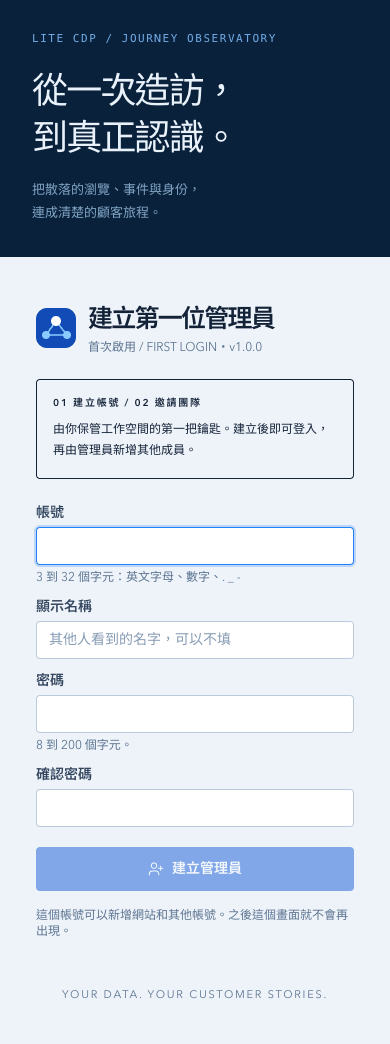 LITE CDP / JOURNEY OBSERVATORY
從一次造訪，
到真正認識。
把散落的瀏覽、事件與身份，
連成清楚的顧客旅程。
建立第一位管理員
首次啟用 / FIRST LOGIN • v1.0.0
01 建立帳號 / 02 邀請團隊
由你保管工作空間的第一把鑰匙。建立後即可登入，
再由管理員新增其他成員。
帳號
3 到 32 個字元：英文字母、數字、. _ -
顯示名稱
其他人看到的名字，可以不填
密碼
8 到 200 個字元。
確認密碼
建立管理員
這個帳號可以新增網站和其他帳號。之後這個畫面就不會再
出現。
YOUR DATA. YOUR CUSTOMER STORIES.